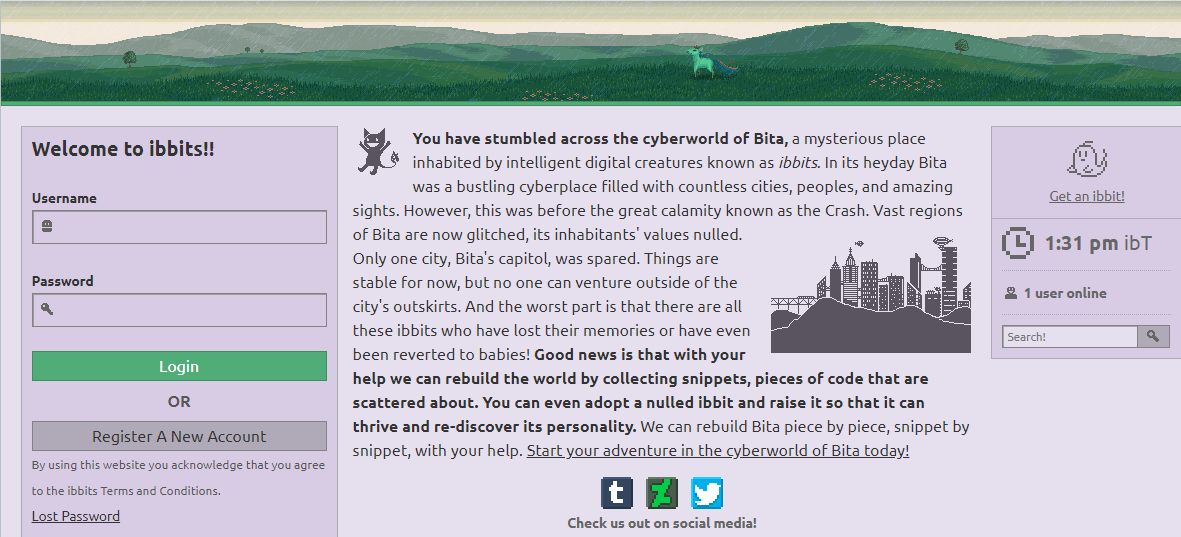 Welcome to ibbits!!
Username
Password
Login
OR
Register A New Account
By using this website you acknowledge that you agree
to the ibbits Terms and Conditions.
Lost Password
You have stumbled across the cyberworld of Bita, a mysterious place
inhabited by intelligent digital creatures known as ibbits. In its heyday Bita
was a bustling cyberplace filled with countless cities, peoples, and amazing
sights. However, this was before the great calamity known as the Crash. Vast regions
of Bita are now glitched, its inhabitants' values nulled.
Only one city, Bita's capitol, was spared. Things are
stable for now, but no one can venture outside of the
city's outskirts. And the worst part is that there are all
these ibbits who have lost their memories or have even
been reverted to babies! Good news is that with your
help we can rebuild the world by collecting snippets, pieces of code that are
scattered about. You can even adopt a nulled ibbit and raise it so that it can
thrive and re-discover its personality. We can rebuild Bita piece by piece, snippet by
snippet, with your help. Start your adventure in the cyberworld of Bita today!
t
Check us out on social media!
Get an ibbit!
1:31 pm ibT
1 user online
Search!